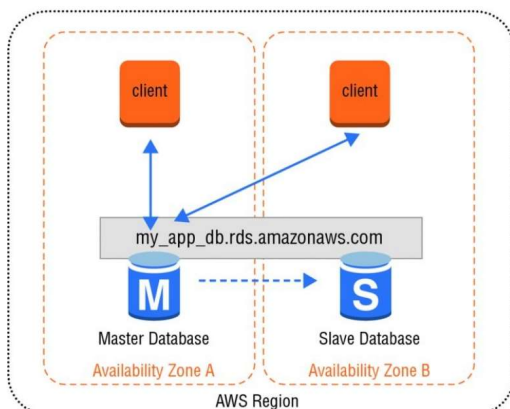 client
client
my_app_db.rds.amazonaws.com
M
S
Master Database
Slave Database
Availability Zone A
Availability Zone B
AWS Region